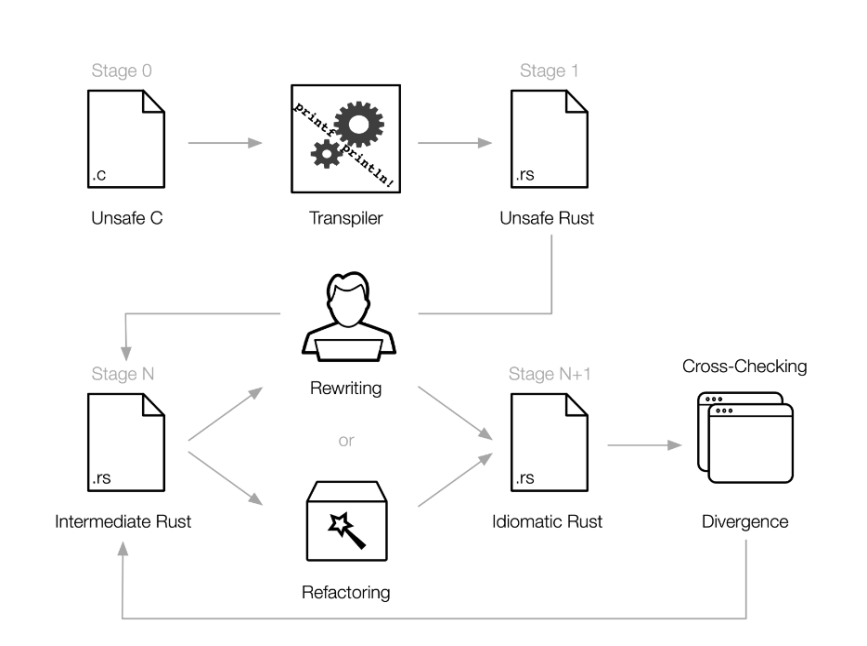 Stage 0
Stage 1
printf
println!
.c
.rs
Unsafe C
Transpiler
Unsafe Rust
Stage N
Rewriting
Stage N+1
Cross-Checking
or
.rs
.rs
Intermediate Rust
Idiomatic Rust
Divergence
Refactoring